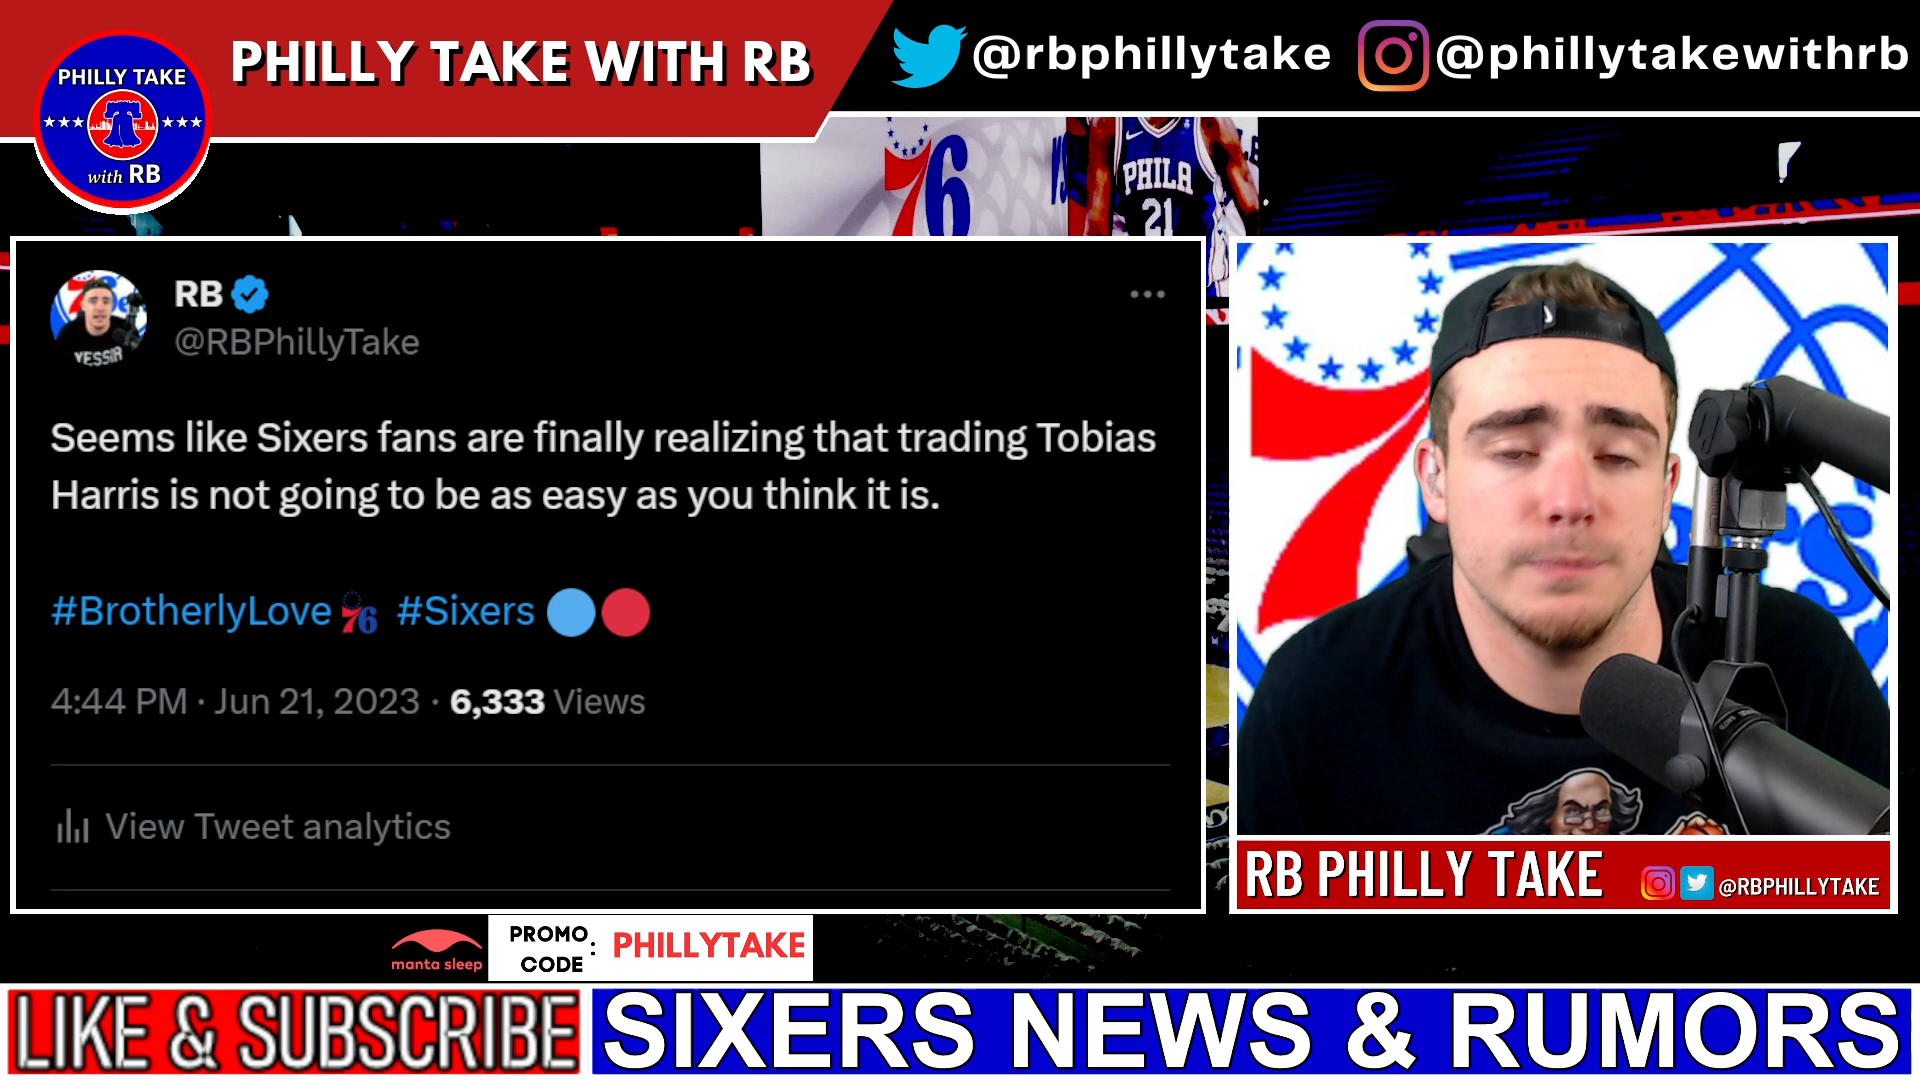 PHILLY TAKE
with RB
PHILLY TAKE WITH RB
@rbphillytake
@phillytakewithrb
76
PHILA
21
RB
@RBPhillyTake
YESSIR
Seems like Sixers fans are finally realizing that trading Tobias
Harris is not going to be as easy as you think it is.
#BrotherlyLove 76 #Sixers
4:44 PM · Jun 21, 2023 · 6,333 Views
View Tweet analytics
RB PHILLY TAKE
@RBPHILLYTAKE
manta sleep
PROMO CODE : PHILLYTAKE
LIKE & SUBSCRIBE
SIXERS NEWS & RUMORS